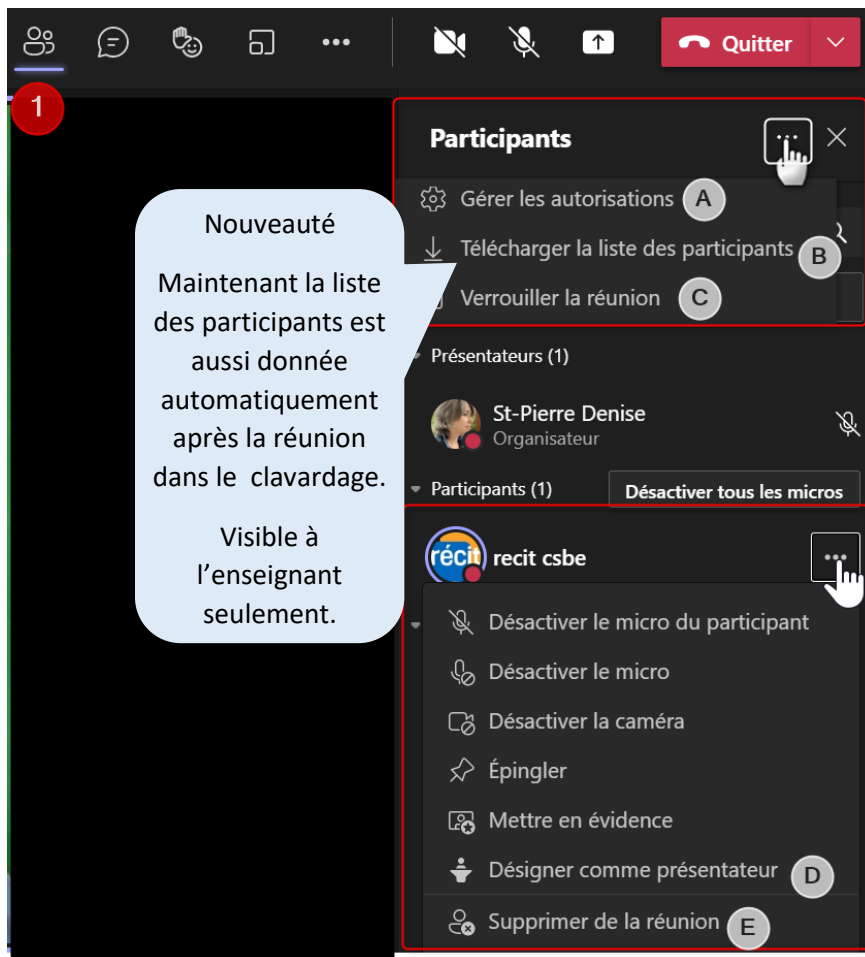 Quitter
1
Participants
Gérer les autorisations A
Télécharger la liste des participants B
Verrouiller la réunion C
Nouveauté
Maintenant la liste
des participants est
aussi donnée
automatiquement
après la réunion
dans le clavardage.
Visible à
l’enseignant
seulement.
Présentateurs (1)
St-Pierre Denise
Organisateur
Participants (1) Désactiver tous les micros
récit recit csbe
Désactiver le micro du participant
Désactiver le micro
Désactiver la caméra
Épingler
Mettre en évidence
Désigner comme présentateur D
Supprimer de la réunion E